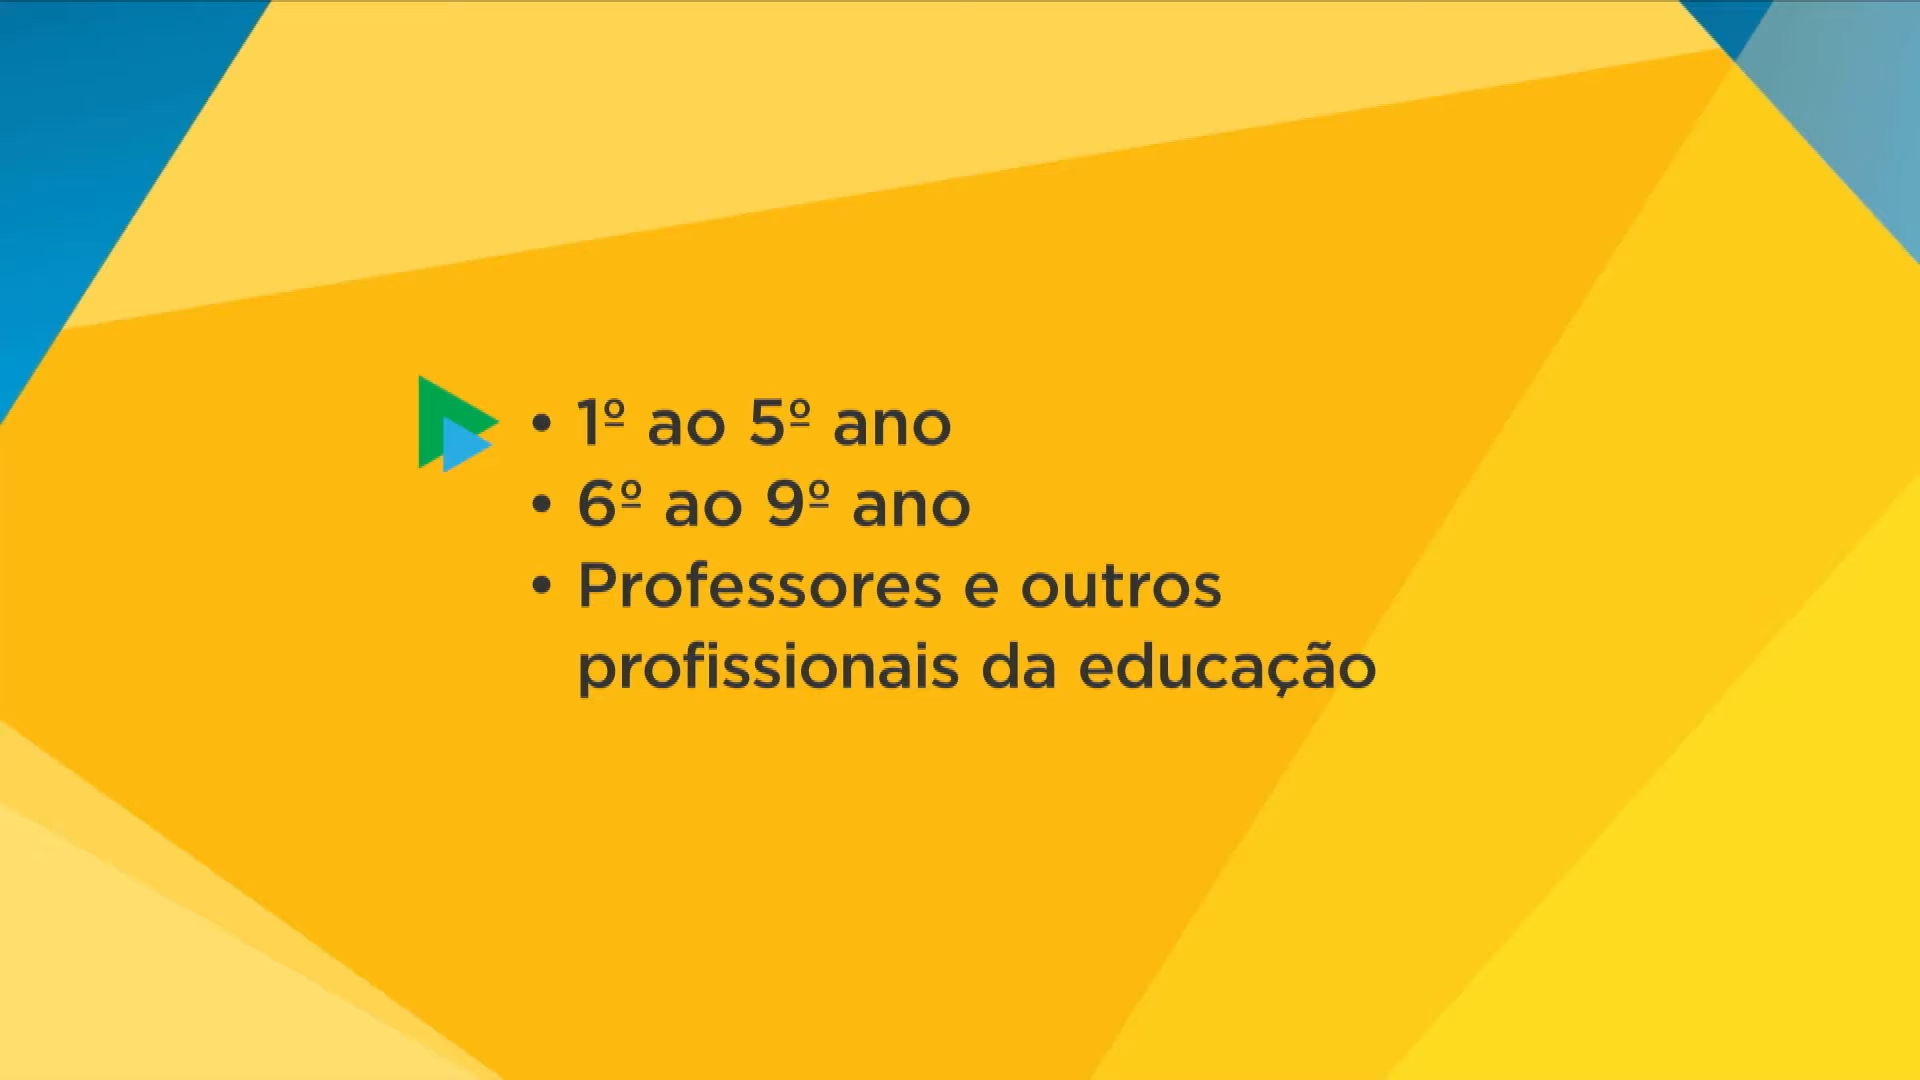 • 1º ao 5º ano
• 6º ao 9º ano
• Professores e outros
profissionais da educação